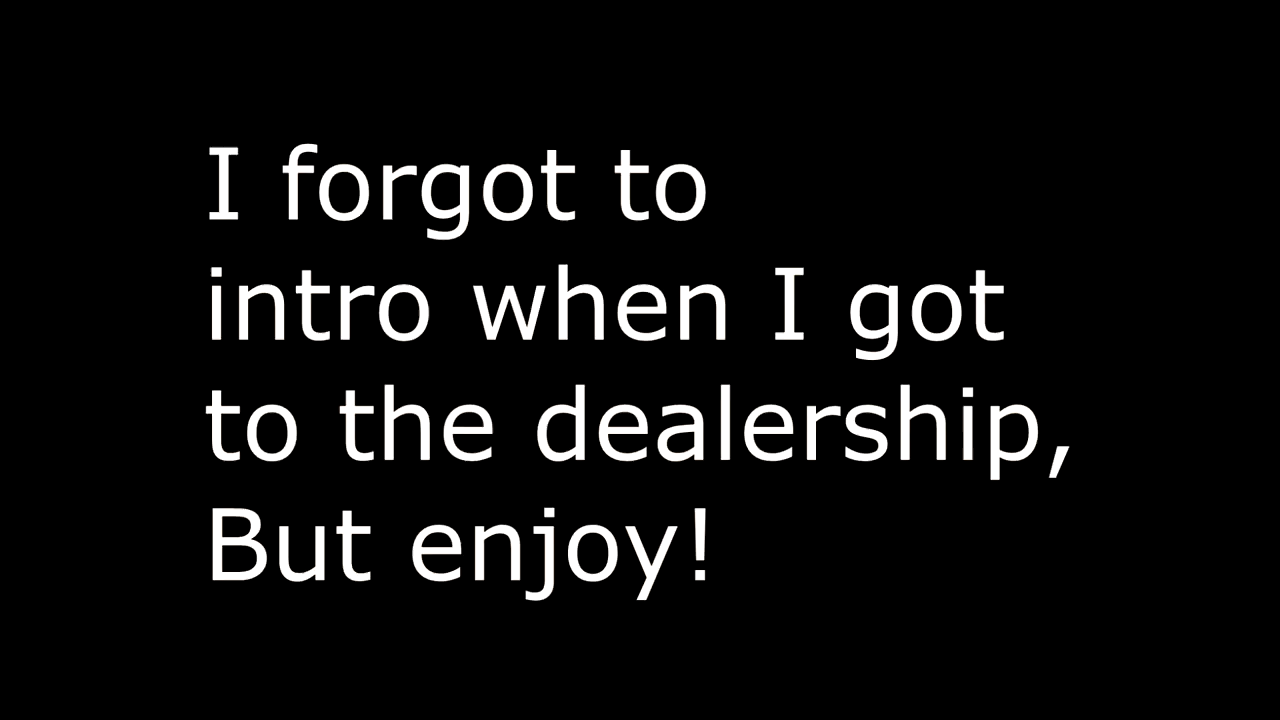 I forgot to
intro when I got
to the dealership,
But enjoy!